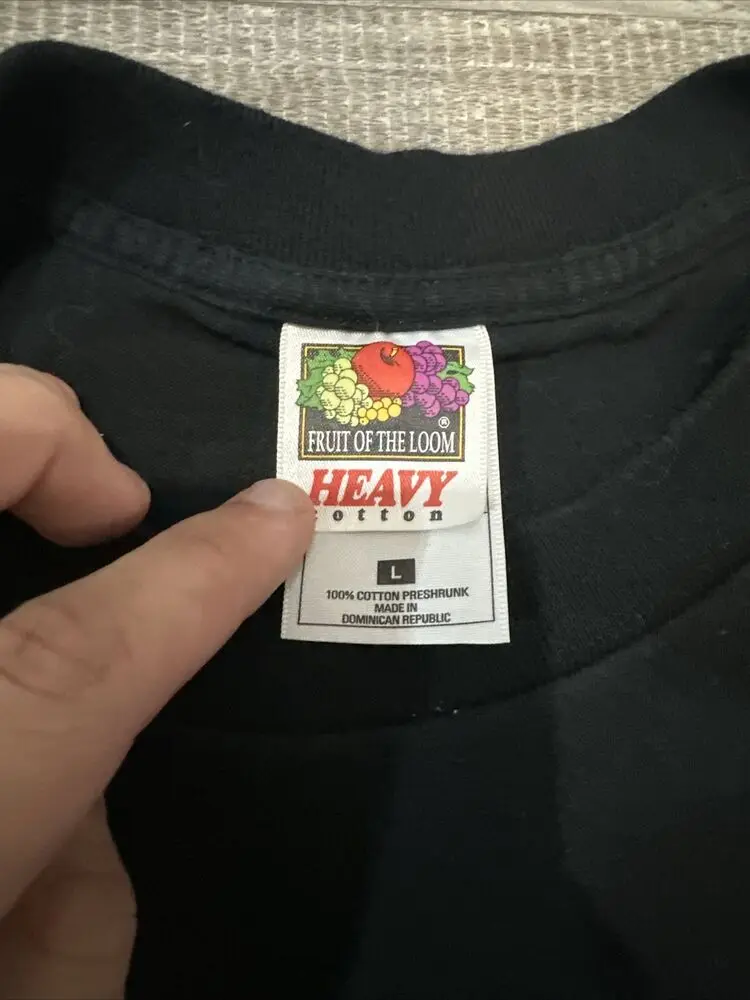 ®
FRUIT OF THE LOOM
HEAVY
cotton
L
100% COTTON PRESHRUNK
MADE IN
DOMINICAN REPUBLIC